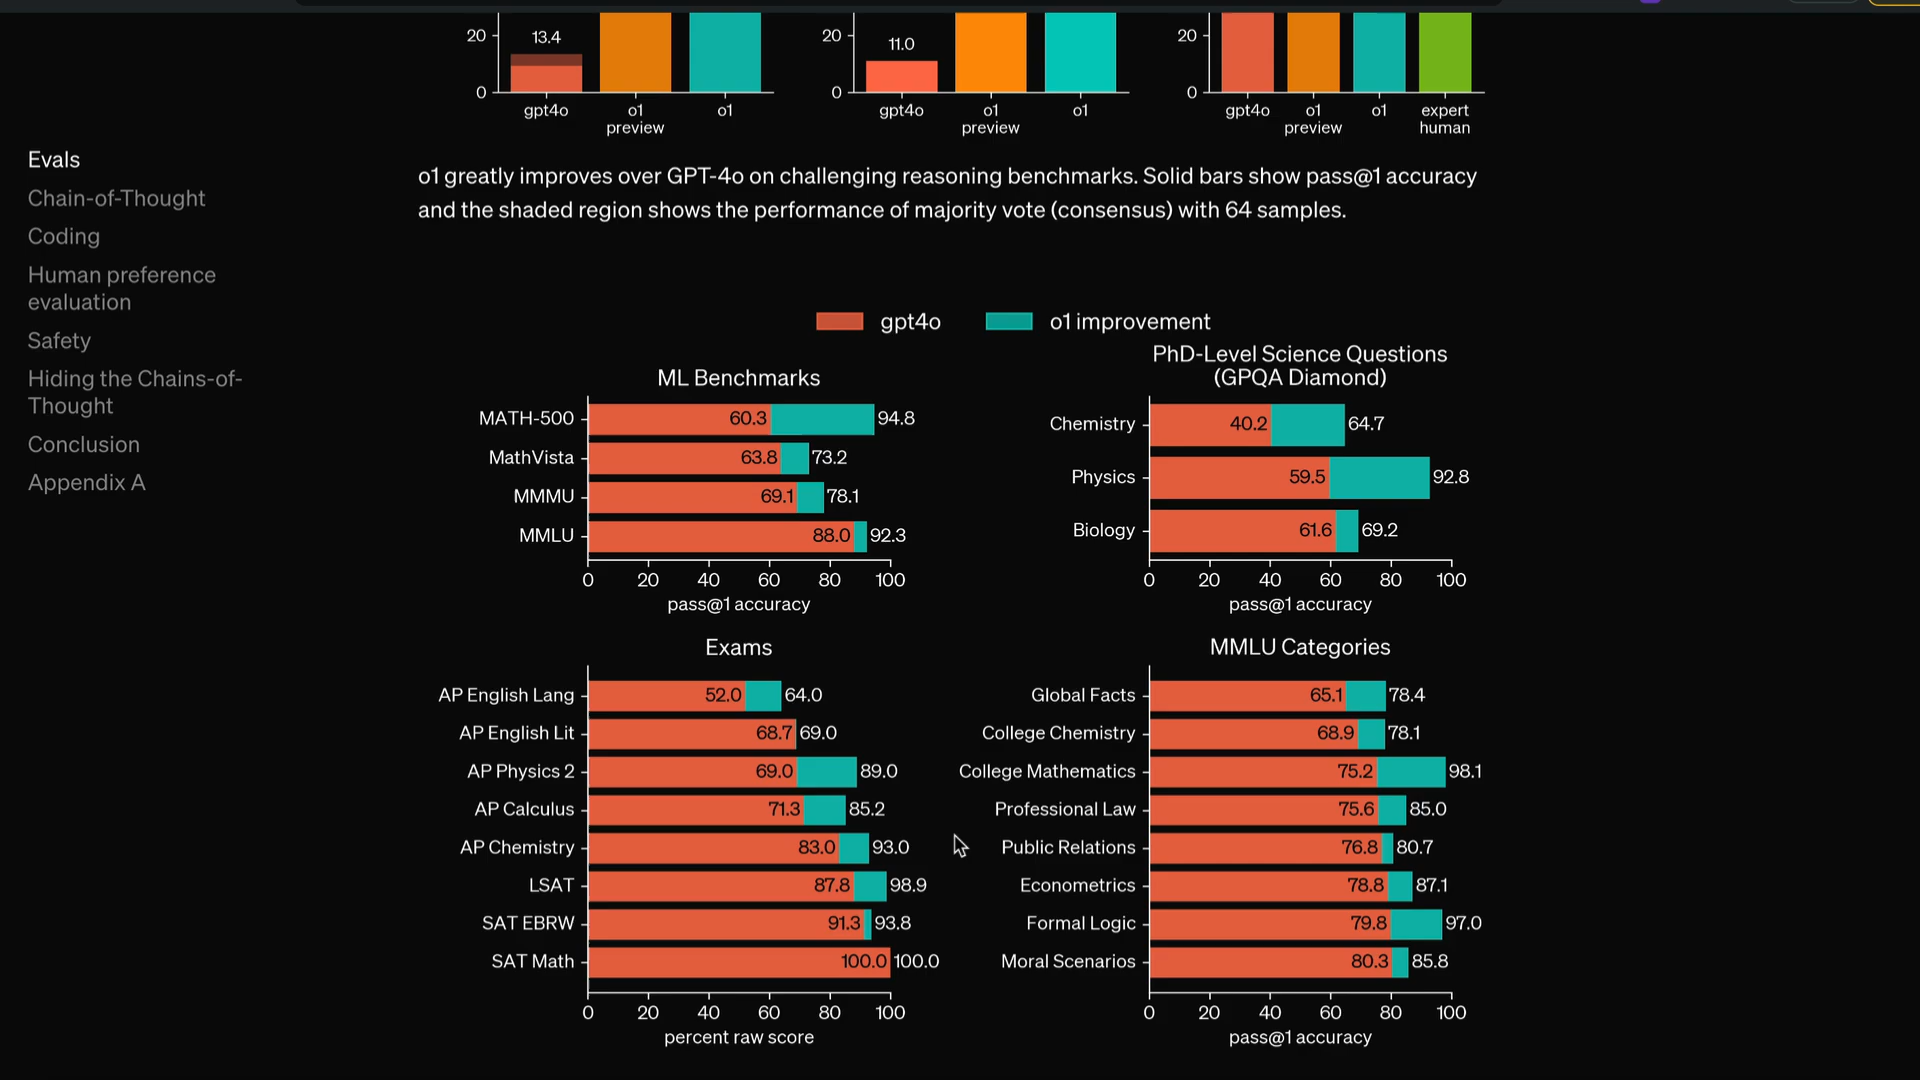 20
13.4
0
gpt4o
o1
preview
o1
20
11.0
0
gpt4o
o1
preview
o1
20
0
gpt4o
o1
preview
o1
expert
human
Evals
Chain-of-Thought
Coding
Human preference
evaluation
Safety
Hiding the Chains-of-
Thought
Conclusion
Appendix A
o1 greatly improves over GPT-4o on challenging reasoning benchmarks. Solid bars show pass@1 accuracy
and the shaded region shows the performance of majority vote (consensus) with 64 samples.
gpt4o o1 improvement
ML Benchmarks
MATH-500 60.3 94.8
MathVista 63.8 73.2
MMMU 69.1 78.1
MMLU 88.0 92.3
0 20 40 60 80 100
pass@1 accuracy
PhD-Level Science Questions
(GPQA Diamond)
Chemistry 40.2 64.7
Physics 59.5 92.8
Biology 61.6 69.2
0 20 40 60 80 100
pass@1 accuracy
Exams
AP English Lang 52.0 64.0
AP English Lit 68.7 69.0
AP Physics 2 69.0 89.0
AP Calculus 71.3 85.2
AP Chemistry 83.0 93.0
LSAT 87.8 98.9
SAT EBRW 91.3 93.8
SAT Math 100.0 100.0
0 20 40 60 80 100
percent raw score
MMLU Categories
Global Facts 65.1 78.4
College Chemistry 68.9 78.1
College Mathematics 75.2 98.1
Professional Law 75.6 85.0
Public Relations 76.8 80.7
Econometrics 78.8 87.1
Formal Logic 79.8 97.0
Moral Scenarios 80.3 85.8
0 20 40 60 80 100
pass@1 accuracy